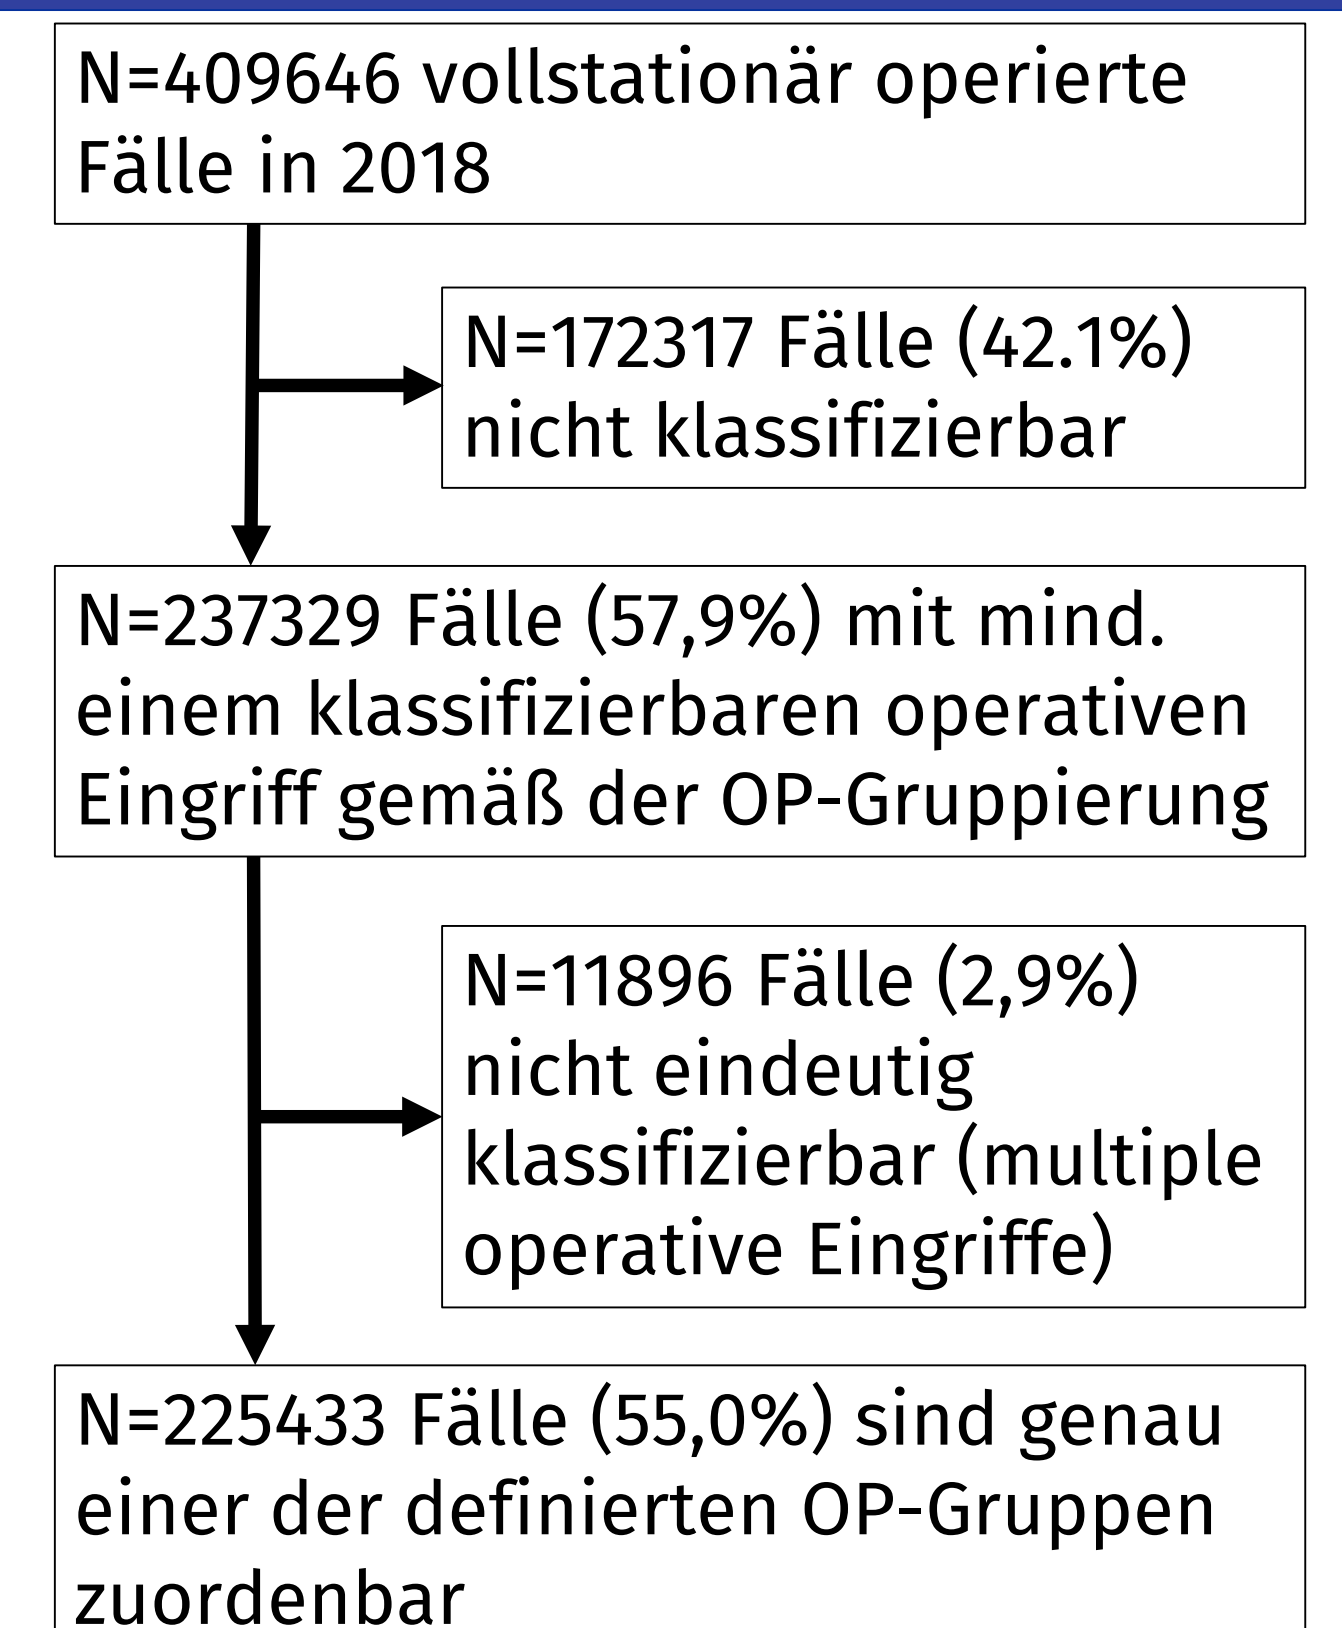 N=409646 vollstationär operierte
Fälle in 2018
N=172317 Fälle (42.1%)
nicht klassifizierbar
N=237329 Fälle (57,9%) mit mind.
einem klassifizierbaren operativen
Eingriff gemäß der OP-Gruppierung
N=11896 Fälle (2,9%)
nicht eindeutig
klassifizierbar (multiple
operative Eingriffe)
N=225433 Fälle (55,0%) sind genau
einer der definierten OP-Gruppen
zuordenbar